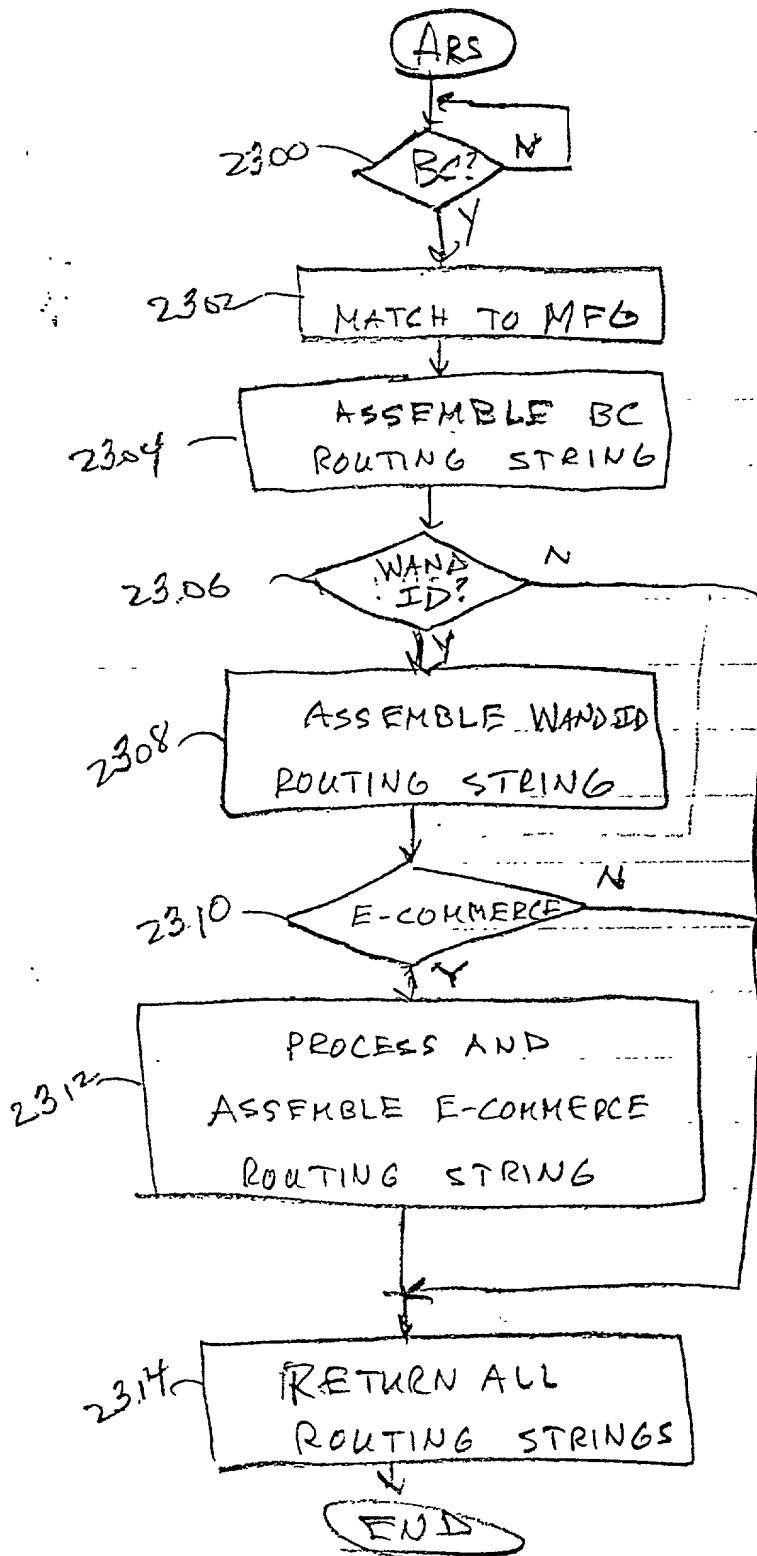 ARS
2300
BC?
N
Y
2302
MATCH TO MFG
2304
ASSEMBLE BC
ROUTING STRING
2306
WAND
ID?
N
Y
2308
ASSEMBLE WAND ID
ROUTING STRING
2310
E-COMMERCE
N
Y
2312
PROCESS AND
ASSEMBLE E-COMMERCE
ROUTING STRING
2314
RETURN ALL
ROUTING STRINGS
END